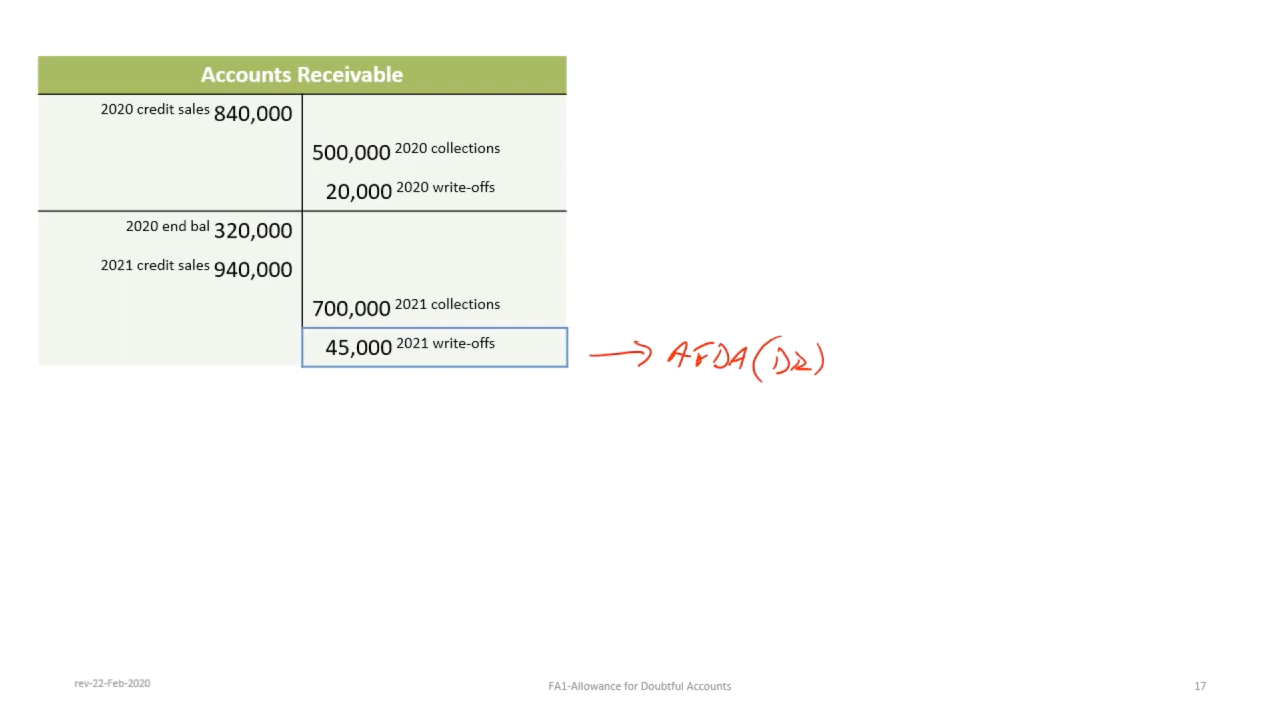 Accounts Receivable
2020 credit sales 840,000
500,000 2020 collections
20,000 2020 write-offs
2020 end bal 320,000
2021 credit sales 940,000
700,000 2021 collections
45,000 2021 write-offs
→ AFDA (DR)
rev-22-Feb-2020
FA1-Allowance for Doubtful Accounts
17